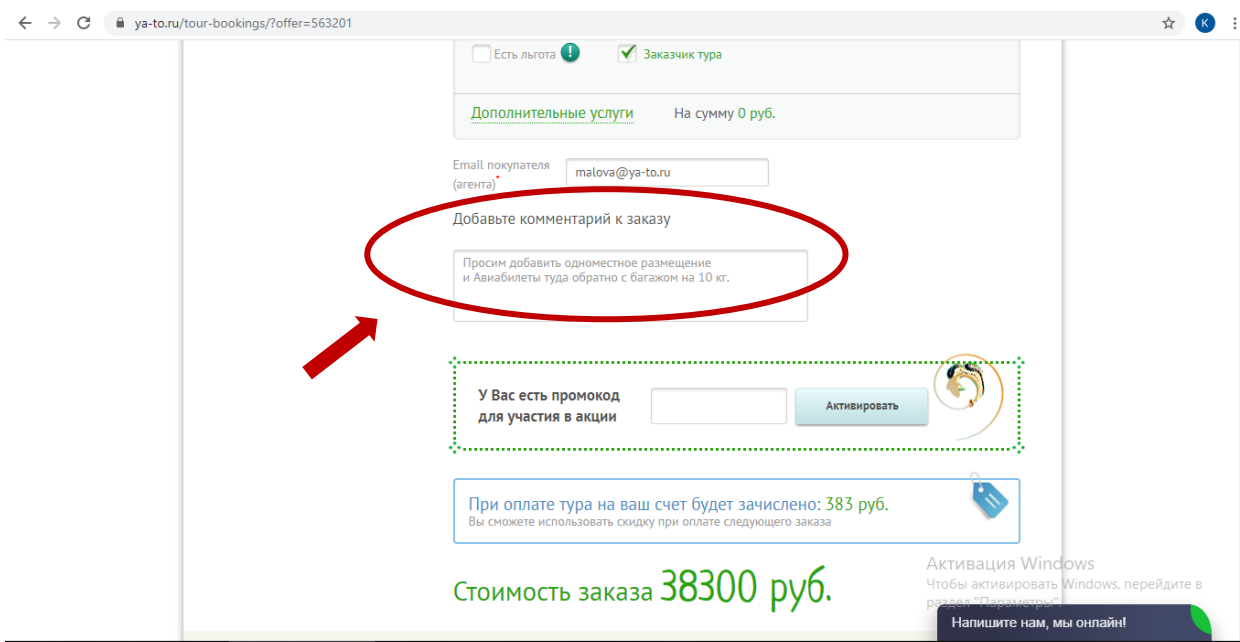 ya-to.ru/tour-bookings/?offer=563201
K
Есть льгота ! Заказчик тура
Дополнительные услуги На сумму 0 руб.
Email покупателя
(агента)*
malova@ya-to.ru
Добавьте комментарий к заказу
Просим добавить одноместное размещение
и Авиабилеты туда обратно с багажом на 10 кг.
У Вас есть промокод
для участия в акции
Активировать
При оплате тура на ваш счет будет зачислено: 383 руб.
Вы сможете использовать скидку при оплате следующего заказа
Стоимость заказа 38300 руб.
Активация Windows
Чтобы активировать Windows, перейдите в
раздел "Параметры".
Напишите нам, мы онлайн!